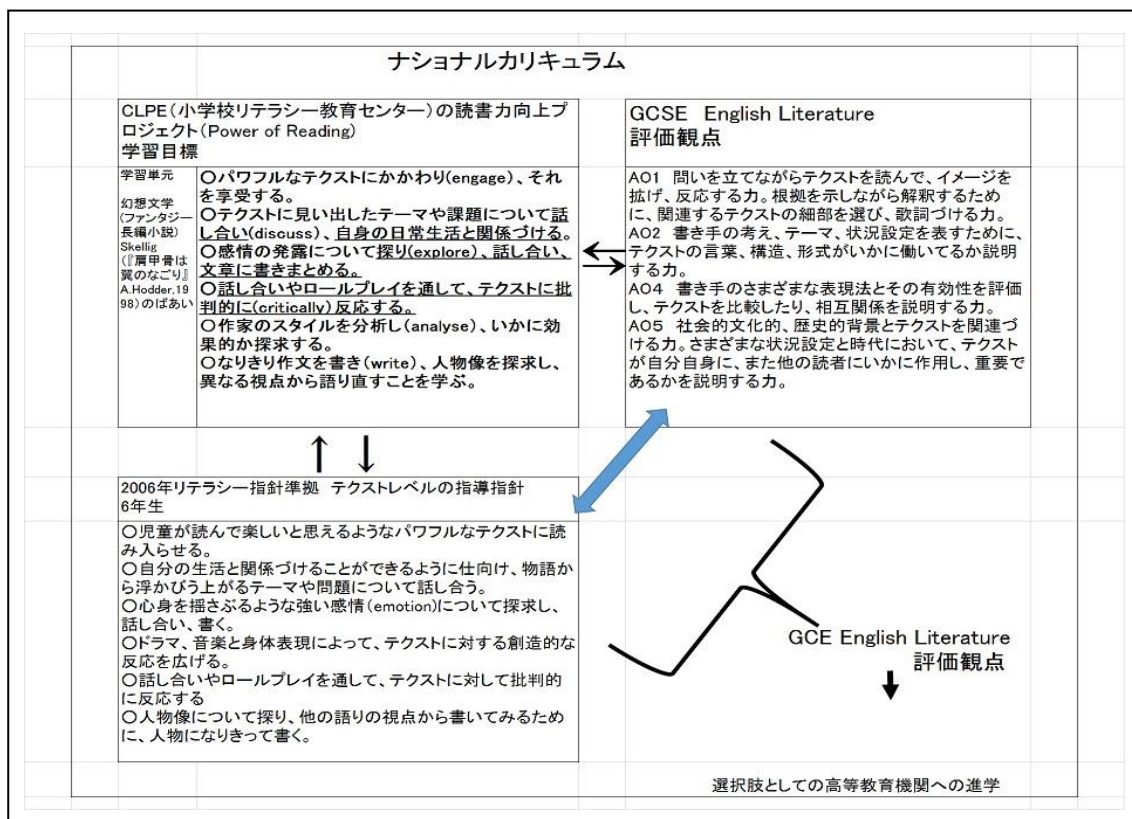 ナショナルカリキュラム
CLPE(小学校リテラシー教育センター)の読書力向上プ
ロジェクト(Power of Reading)
学習目標
学習単元
幻想文学
(ファンタジー
長編小説)
Skellig
(『肩甲骨は
翼のなごり』
A.Hodder,19
98)のばあい
〇パワフルなテクストにかかわり(engage)、それ
を享受する。
〇テクストに見い出したテーマや課題について話
し合い(discuss)、自身の日常生活と関係づける。
〇感情の発露について探り(explore)、話し合い、
文章に書きまとめる。
〇話し合いやロールプレイを通して、テクストに批
判的に(critically)反応する。
〇作家のスタイルを分析し(analyse)、いかに効
果的か探求する。
〇なりきり作文を書き(write)、人物像を探求し、
異なる視点から語り直すことを学ぶ。
GCSE English Literature
評価観点
AO1 問いを立てながらテクストを読んで、イメージを
拡げ、反応する力。根拠を示しながら解釈するため
に、関連するテクストの細部を選び、歌詞づける力。
AO2 書き手の考え、テーマ、状況設定を表すために、
テクストの言葉、構造、形式がいかに働いてるか説明
する力。
AO4 書き手のさまざまな表現法とその有効性を評価
し、テクストを比較したり、相互関係を説明する力。
AO5 社会的文化的、歴史的背景とテクストを関連づ
ける力。さまざまな状況設定と時代において、テクスト
が自分自身に、また他の読者にいかに作用し、重要で
あるかを説明する力。
↑ ↓
2006年リテラシー指針準拠 テクストレベルの指導指針
6年生
〇児童が読んで楽しいと思えるようなパワフルなテクストに読
み入らせる。
〇自分の生活と関係づけることができるように仕向け、物語か
ら浮かびう上がるテーマや問題について話し合う。
〇心身を揺さぶるような強い感情(emotion)について探求し、
話し合い、書く。
〇ドラマ、音楽と身体表現によって、テクストに対する創造的な
反応を広げる。
〇話し合いやロールプレイを通して、テクストに対して批判的
に反応する
〇人物像について探り、他の語りの視点から書いてみるため
に、人物になりきって書く。
GCE English Literature
評価観点
選択肢としての高等教育機関への進学